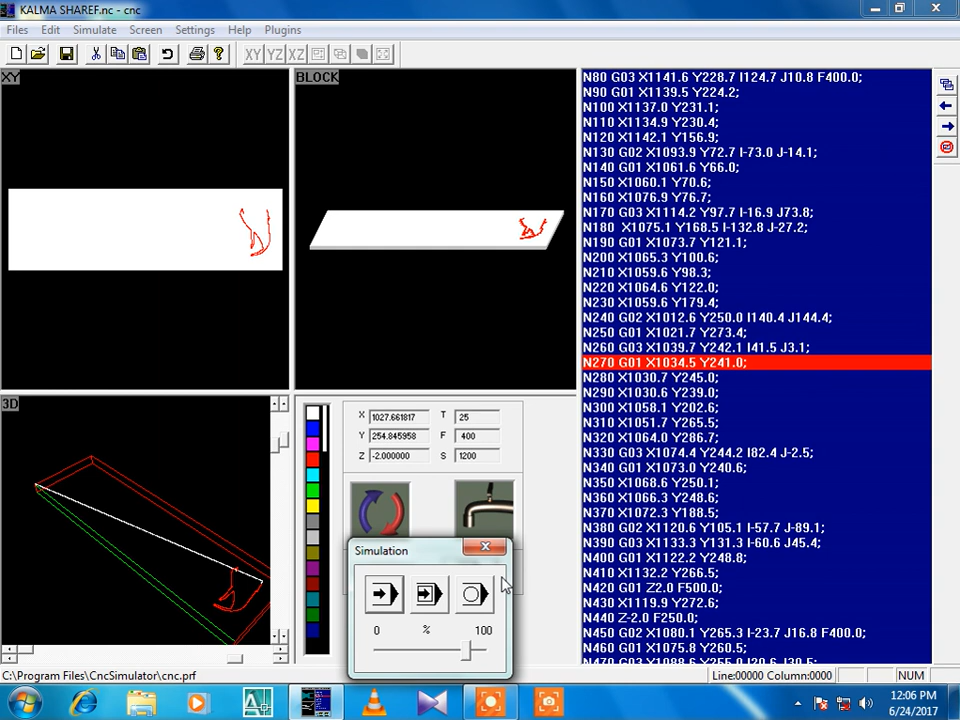 KALMA SHAREF.nc - cnc
Files Edit Simulate Screen Settings Help Plugins
XY YZ XZ
XY
BLOCK
N80 G03 X1141.6 Y228.7 I124.7 J10.8 F400.0;
N90 G01 X1139.5 Y224.2;
N100 X1137.0 Y231.1;
N110 X1134.9 Y230.4;
N120 X1142.1 Y156.9;
N130 G02 X1093.9 Y72.7 I-73.0 J-14.1;
N140 G01 X1061.6 Y66.0;
N150 X1060.1 Y70.6;
N160 X1076.9 Y76.7;
N170 G03 X1114.2 Y97.7 I-16.9 J73.8;
N180 X1075.1 Y168.5 I-132.8 J-27.2;
N190 G01 X1073.7 Y121.1;
N200 X1065.3 Y100.6;
N210 X1059.6 Y98.3;
N220 X1064.6 Y122.0;
N230 X1059.6 Y179.4;
N240 G02 X1012.6 Y250.0 I140.4 J144.4;
N250 G01 X1021.7 Y273.4;
N260 G03 X1039.7 Y242.1 I41.5 J3.1;
N270 G01 X1034.5 Y241.0;
N280 X1030.7 Y245.0;
N290 X1030.6 Y239.0;
N300 X1058.1 Y202.6;
N310 X1051.7 Y265.5;
N320 X1064.0 Y286.7;
N330 G03 X1074.4 Y244.2 I82.4 J-2.5;
N340 G01 X1073.0 Y240.6;
N350 X1068.6 Y250.1;
N360 X1066.3 Y248.6;
N370 X1072.3 Y188.5;
N380 G02 X1120.6 Y105.1 I-57.7 J-89.1;
N390 G03 X1133.3 Y131.3 I-60.6 J45.4;
N400 G01 X1122.2 Y248.8;
N410 X1132.2 Y266.5;
N420 G01 Z2.0 F500.0;
N430 X1119.9 Y272.6;
N440 Z-2.0 F250.0;
N450 G02 X1080.1 Y265.3 I-23.7 J16.8 F400.0;
N460 G01 X1075.8 Y260.5;
3D
X 1027.661817 T 25
Y 254.845958 F 400
Z -2.000000 S 1200
Simulation
0 % 100
C:\Program Files\CncSimulator\cnc.prf
Line:00000 Column:0000
NUM
12:06 PM
6/24/2017